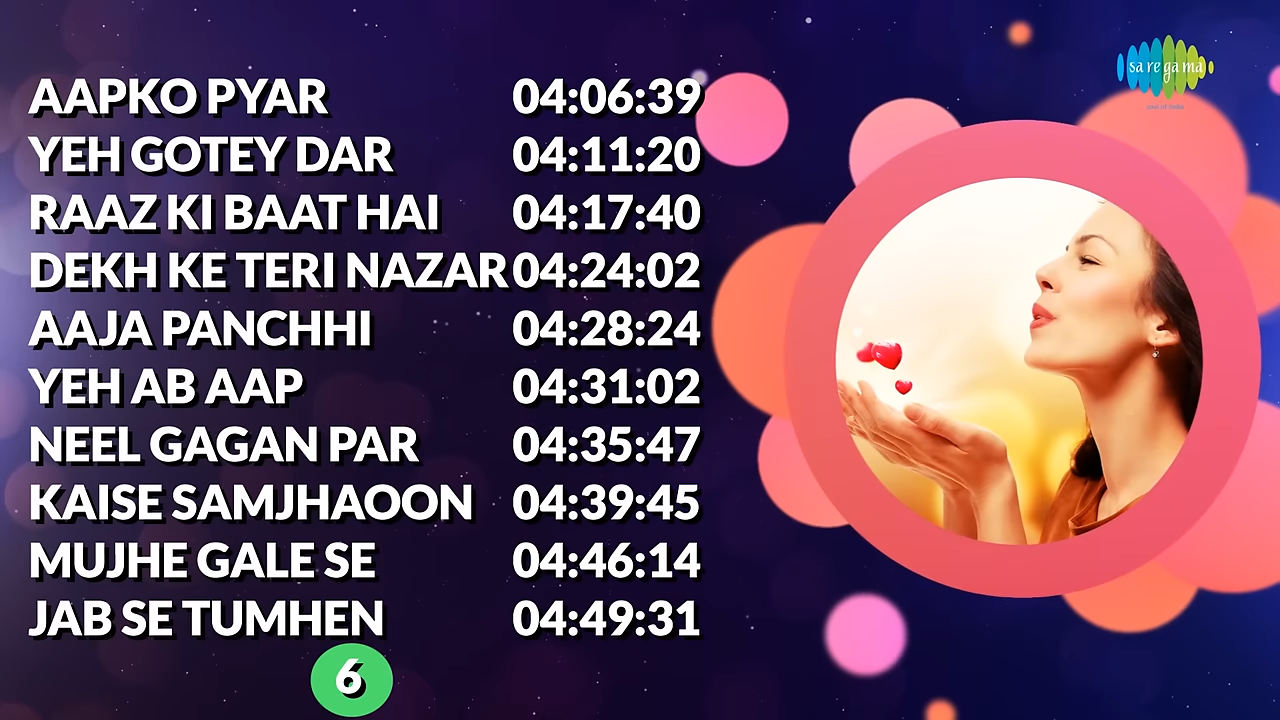 sa re ga ma
soul of India
AAPKO PYAR 04:06:39
YEH GOTEY DAR 04:11:20
RAAZ KI BAAT HAI 04:17:40
DEKH KE TERI NAZAR 04:24:02
AAJA PANCHHI 04:28:24
YEH AB AAP 04:31:02
NEEL GAGAN PAR 04:35:47
KAISE SAMJHAOON 04:39:45
MUJHE GALE SE 04:46:14
JAB SE TUMHEN 04:49:31
6